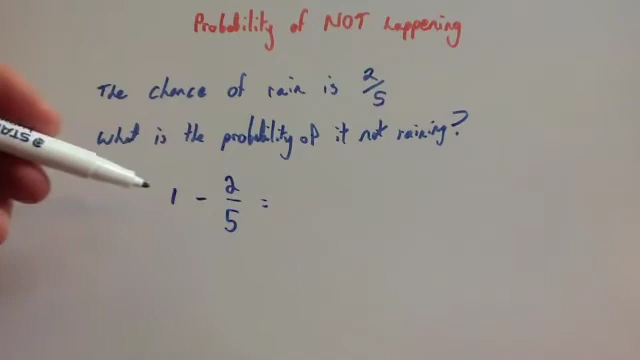 Probability of NOT happening
The chance of rain is 2/5
What is the probability of it not raining?
1 - 2/5 =